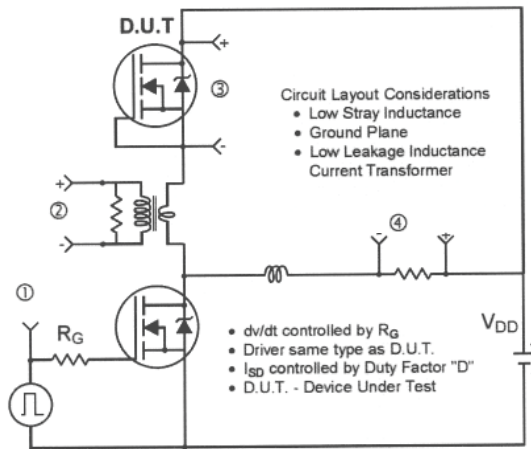 D.U.T
+
③
-
Circuit Layout Considerations
• Low Stray Inductance
• Ground Plane
• Low Leakage Inductance
Current Transformer
+
②
-
④
- +
①
RG
VDD
• dv/dt controlled by RG
• Driver same type as D.U.T.
• ISD controlled by Duty Factor "D"
• D.U.T. - Device Under Test